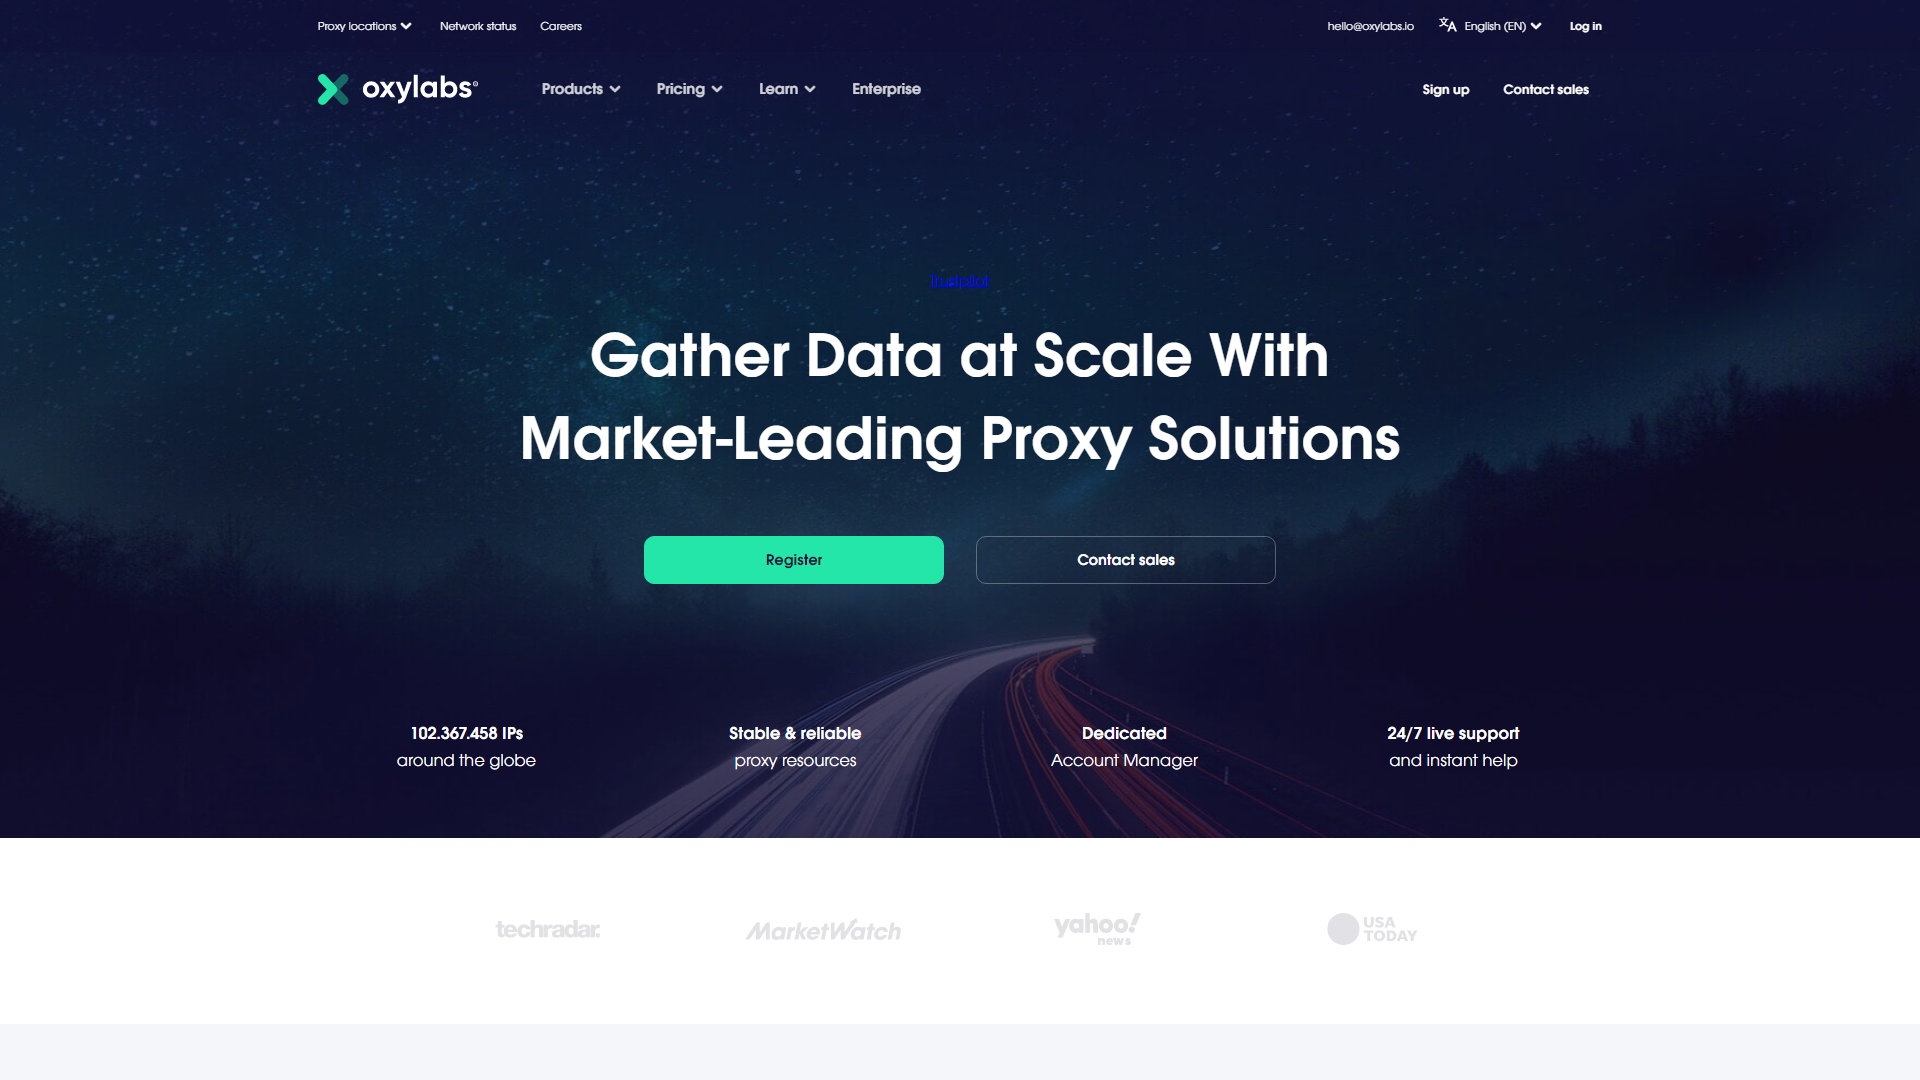 Proxy locations
Network status
Careers
hello@oxylabs.io
English (EN)
Log in
oxylabs®
Products
Pricing
Learn
Enterprise
Sign up
Contact sales
Trustpilot
Gather Data at Scale With
Market-Leading Proxy Solutions
Register
Contact sales
102.367.458 IPs
around the globe
Stable & reliable
proxy resources
Dedicated
Account Manager
24/7 live support
and instant help
techradar.
MarketWatch
yahoo!
news
USA
TODAY